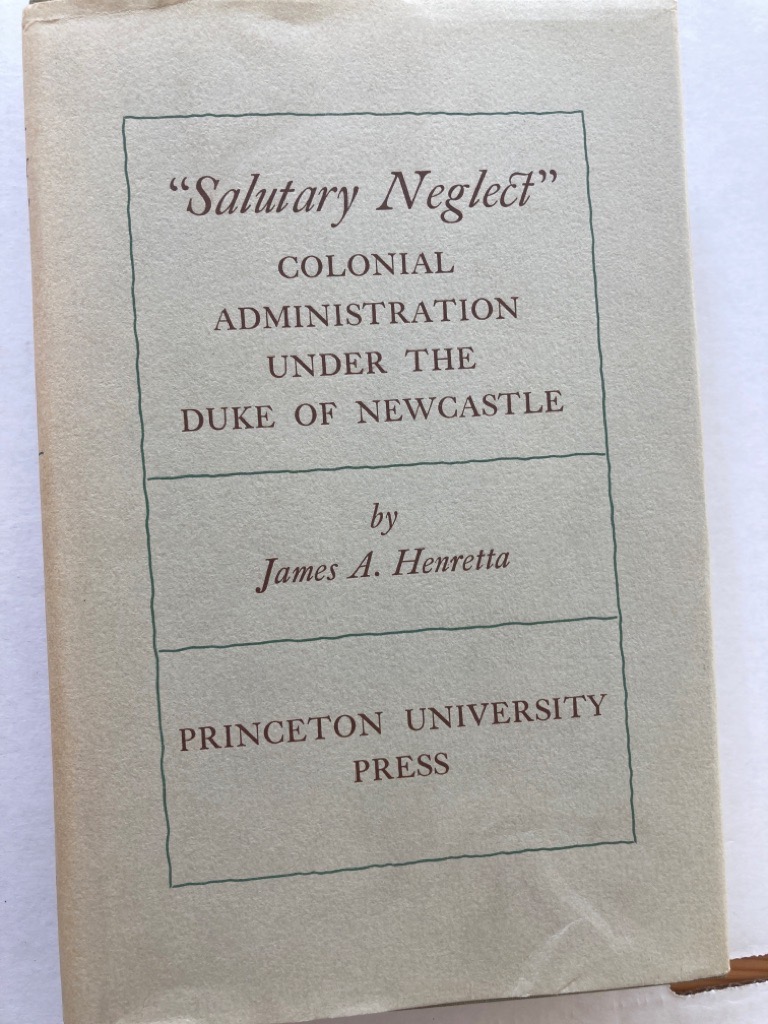 “Salutary Neglect”
COLONIAL
ADMINISTRATION
UNDER THE
DUKE OF NEWCASTLE
by
James A. Henretta
PRINCETON UNIVERSITY
PRESS